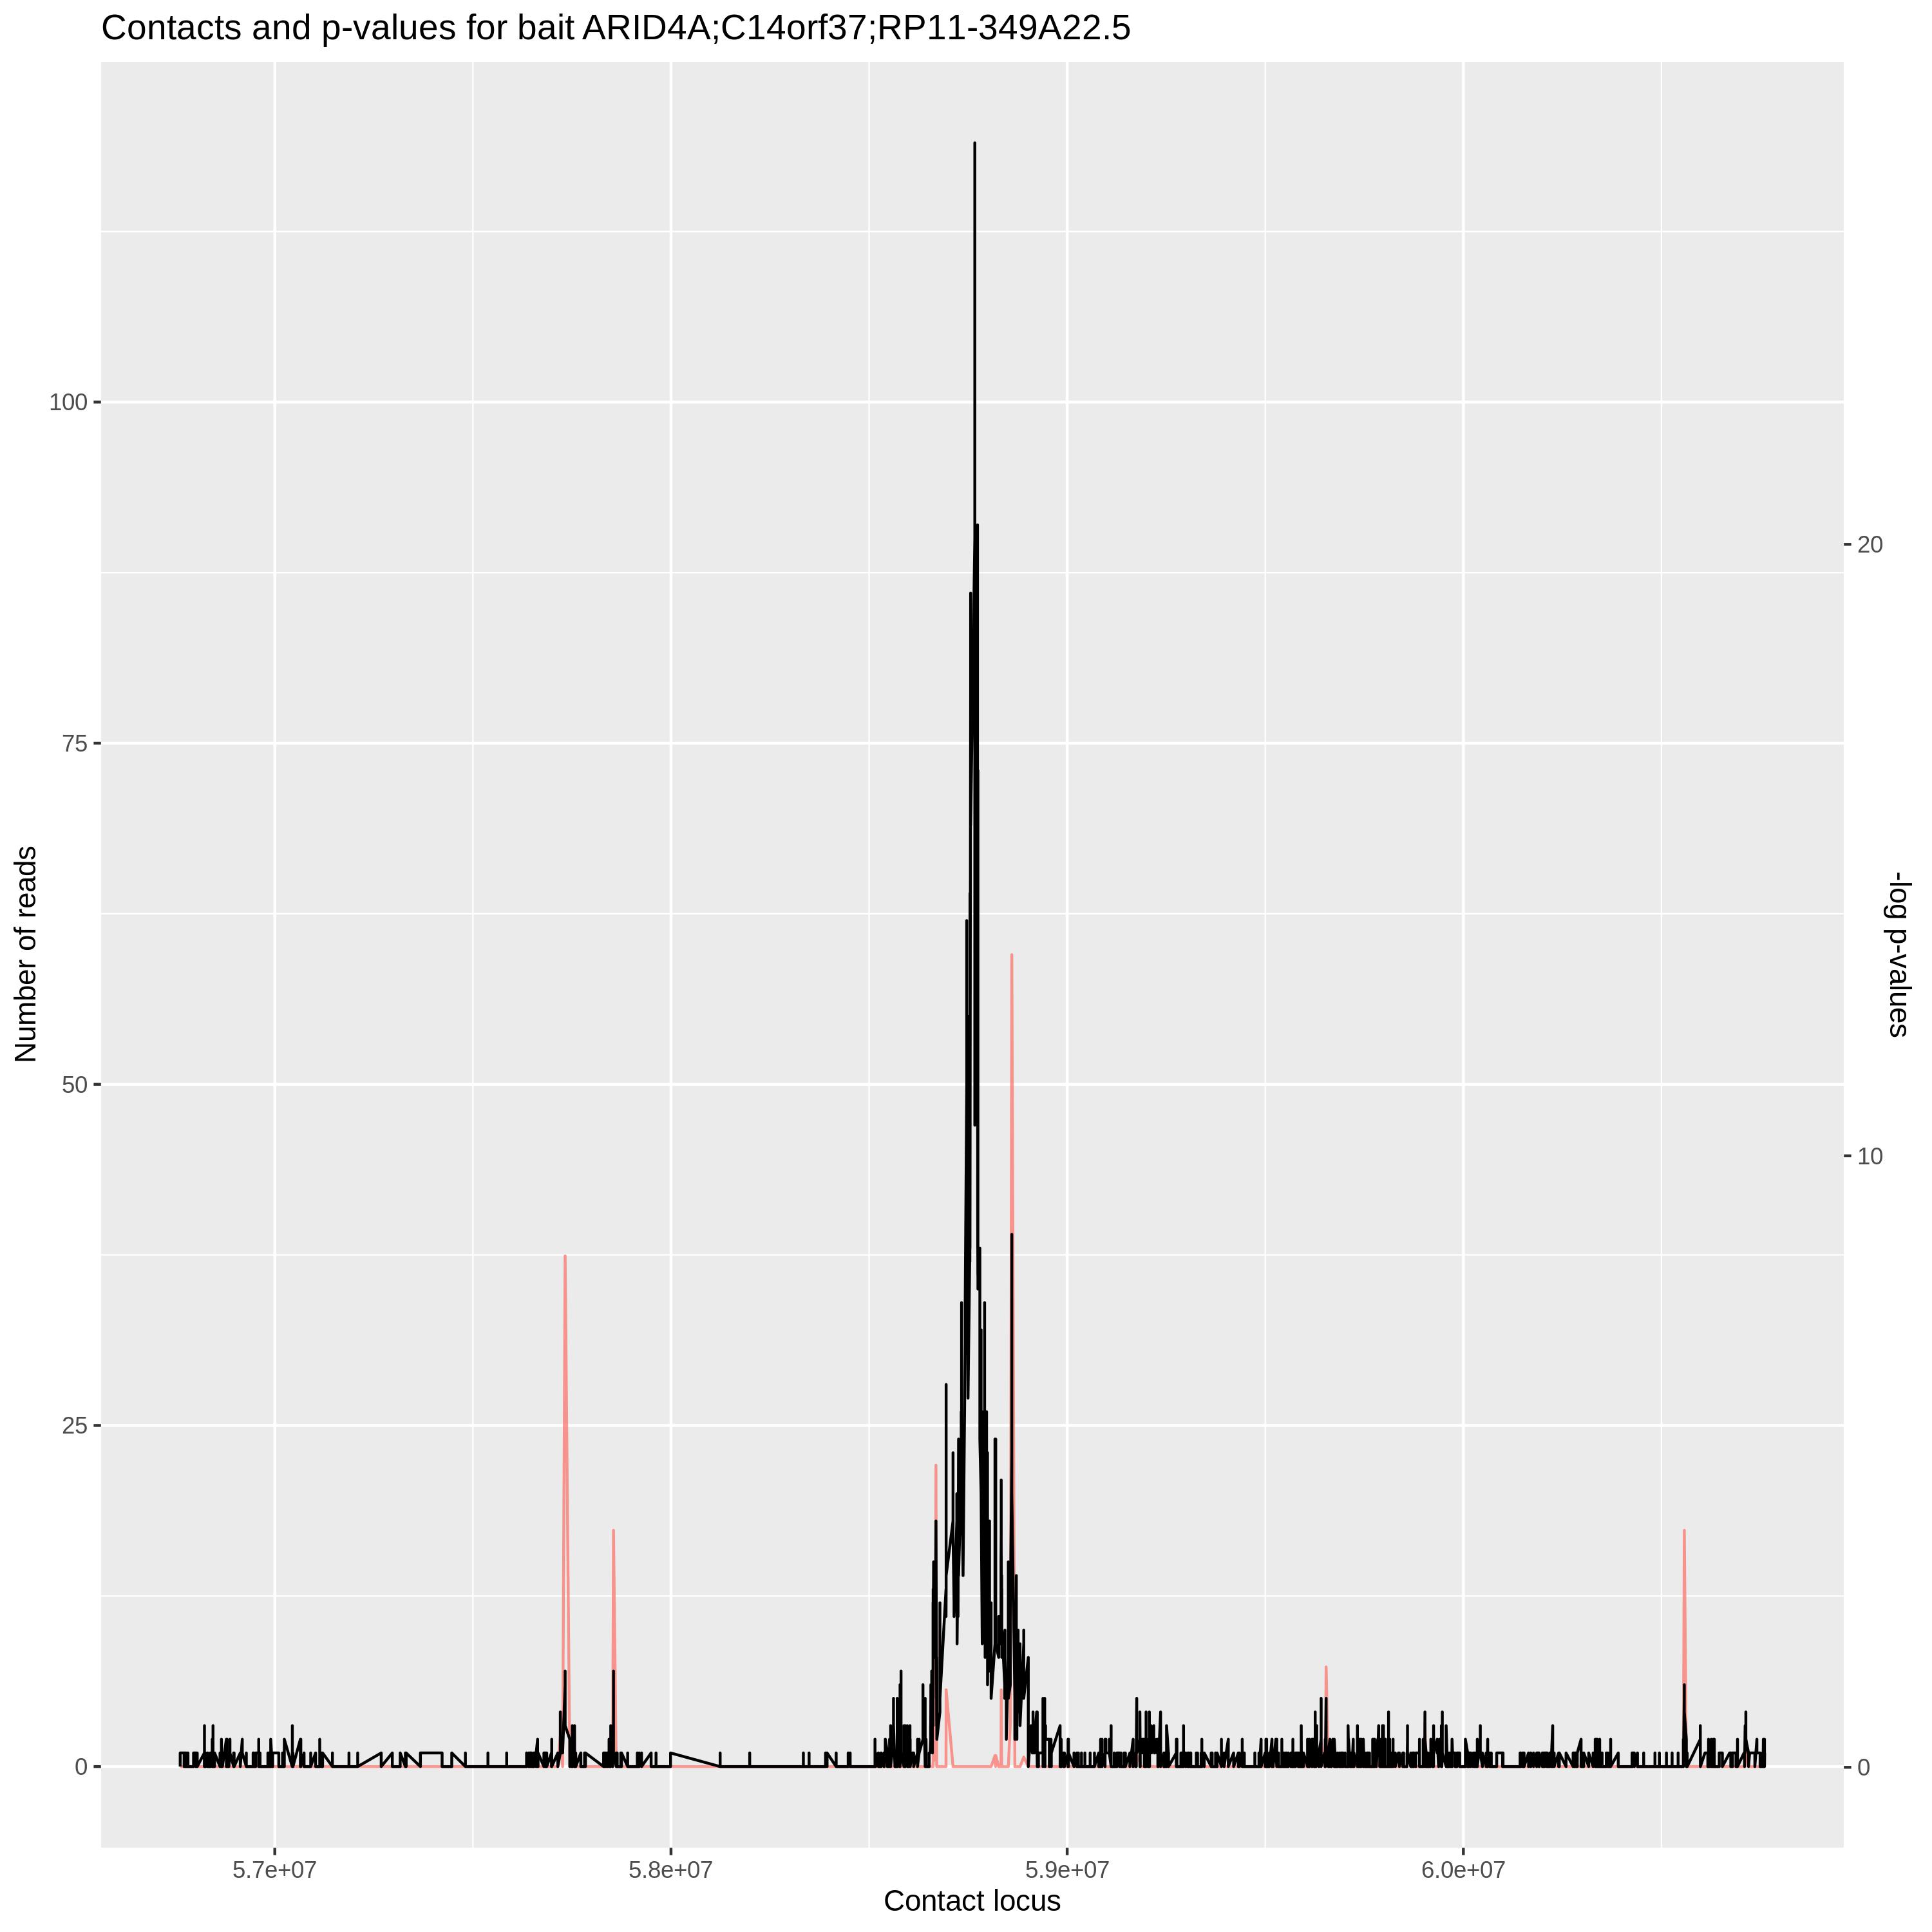 Contacts and p-values for bait ARID4A;C14orf37;RP11-349A22.5
100
75
50
25
0
Number of reads
20
10
0
-log p-values
5.7e+07
5.8e+07
5.9e+07
6.0e+07
Contact locus